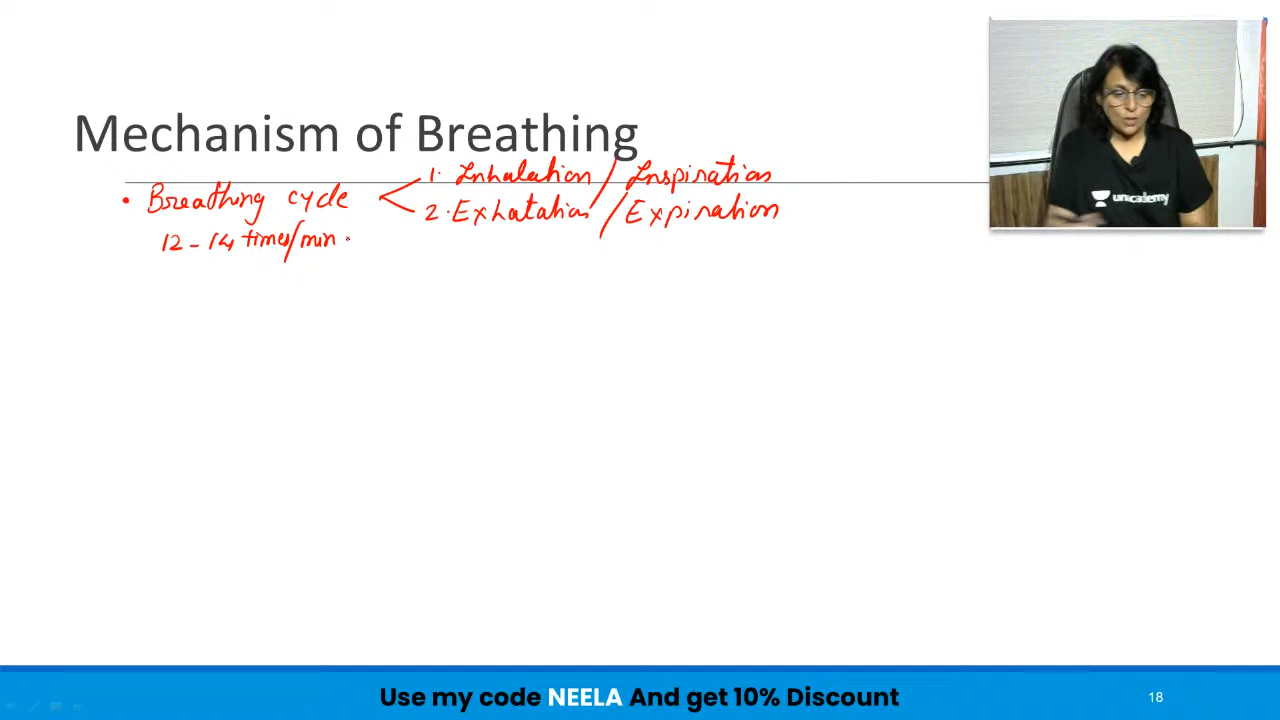 Mechanism of Breathing
• Breathing cycle < 1. Inhalation / Inspiration
2. Exhalation / Expiration
12-14 times/min.
unacademy
Use my code NEELA And get 10% Discount
18